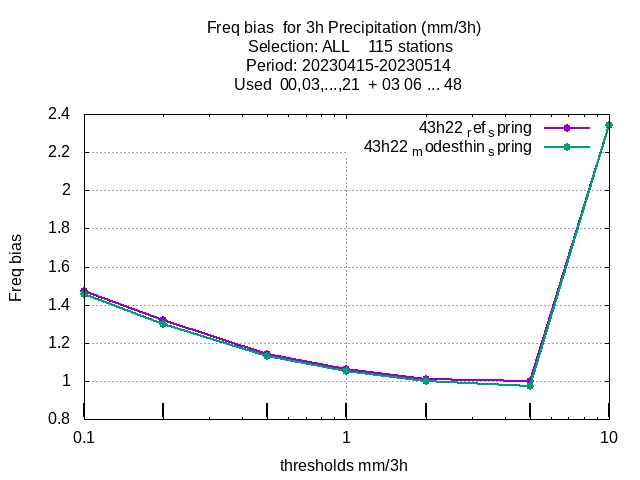 Freq bias  for 3h Precipitation (mm/3h)
Selection: ALL    115 stations
Period: 20230415-20230514
Used  00,03,...,21  + 03 06 ... 48
43h22 ref spring
43h22 modesthin spring
2.4
2.2
2
1.8
1.6
1.4
1.2
1
0.8
Freq bias
0.1
1
10
thresholds mm/3h